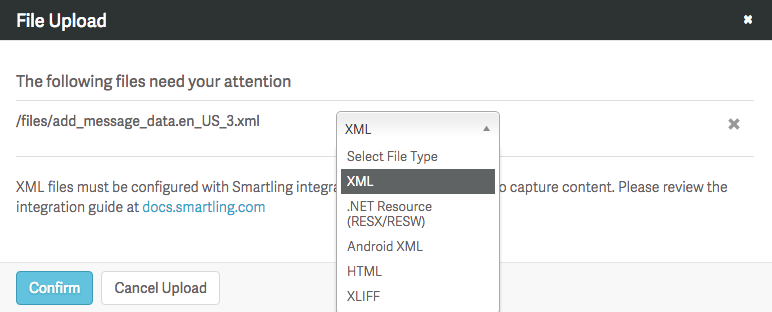 File Upload
The following files need your attention
/files/add_message_data.en_US_3.xml
XML
Select File Type
XML
.NET Resource
(RESX/RESW)
Android XML
HTML
XLIFF
XML files must be configured with Smartling o capture content. Please review the
integration guide at docs.smartling.com
Confirm
Cancel Upload